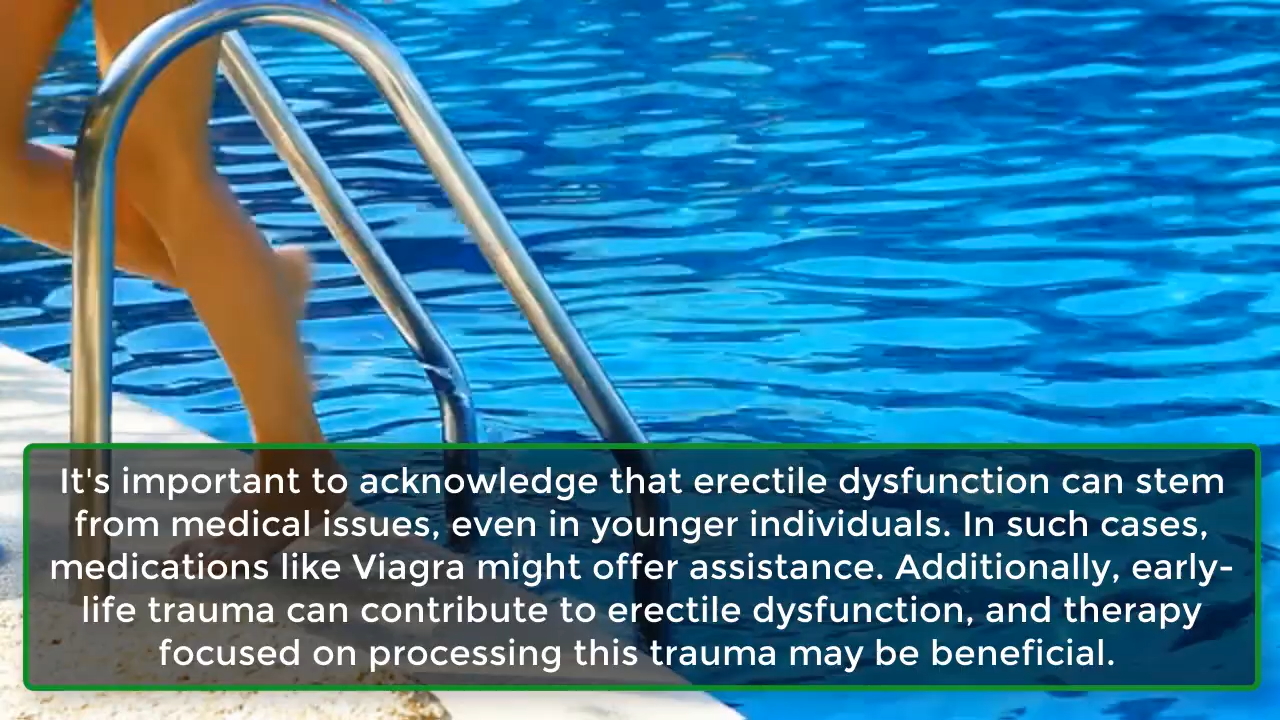 It's important to acknowledge that erectile dysfunction can stem
from medical issues, even in younger individuals. In such cases,
medications like Viagra might offer assistance. Additionally, early-
life trauma can contribute to erectile dysfunction, and therapy
focused on processing this trauma may be beneficial.